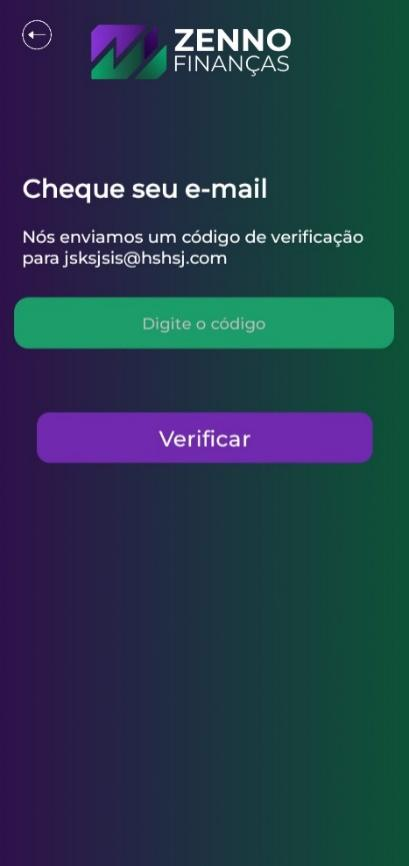 ZENNO
FINANÇAS
Cheque seu e-mail
Nós enviamos um código de verificação
para jsksjsis@hshsj.com
Digite o código
Verificar